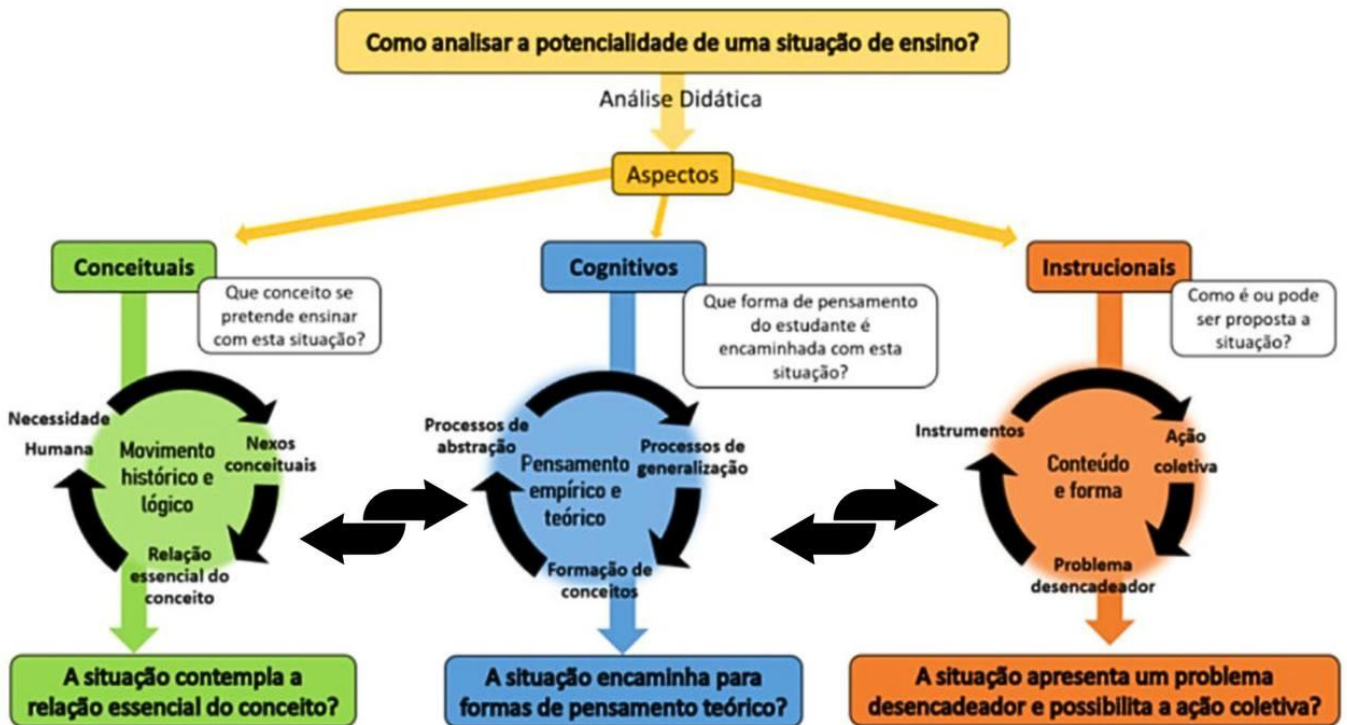 Como analisar a potencialidade de uma situação de ensino?
Análise Didática
Aspectos
Conceituais
Que conceito se
pretende ensinar
com esta situação?
Necessidade
Humana
Movimento
histórico e
lógico
Nexos
conceituais
Relação
essencial do
conceito
A situação contempla a
relação essencial do conceito?
Cognitivos
Que forma de pensamento
do estudante é
encaminhada com esta
situação?
Processos de
abstração
Pensamento
empírico e
teórico
Processos de
generalização
Formação de
conceitos
A situação encaminha para
formas de pensamento teórico?
Instrucionais
Como é ou pode
ser proposta a
situação?
Instrumentos
Conteúdo
e forma
Ação
coletiva
Problema
desencadeador
A situação apresenta um problema
desencadeador e possibilita a ação coletiva?